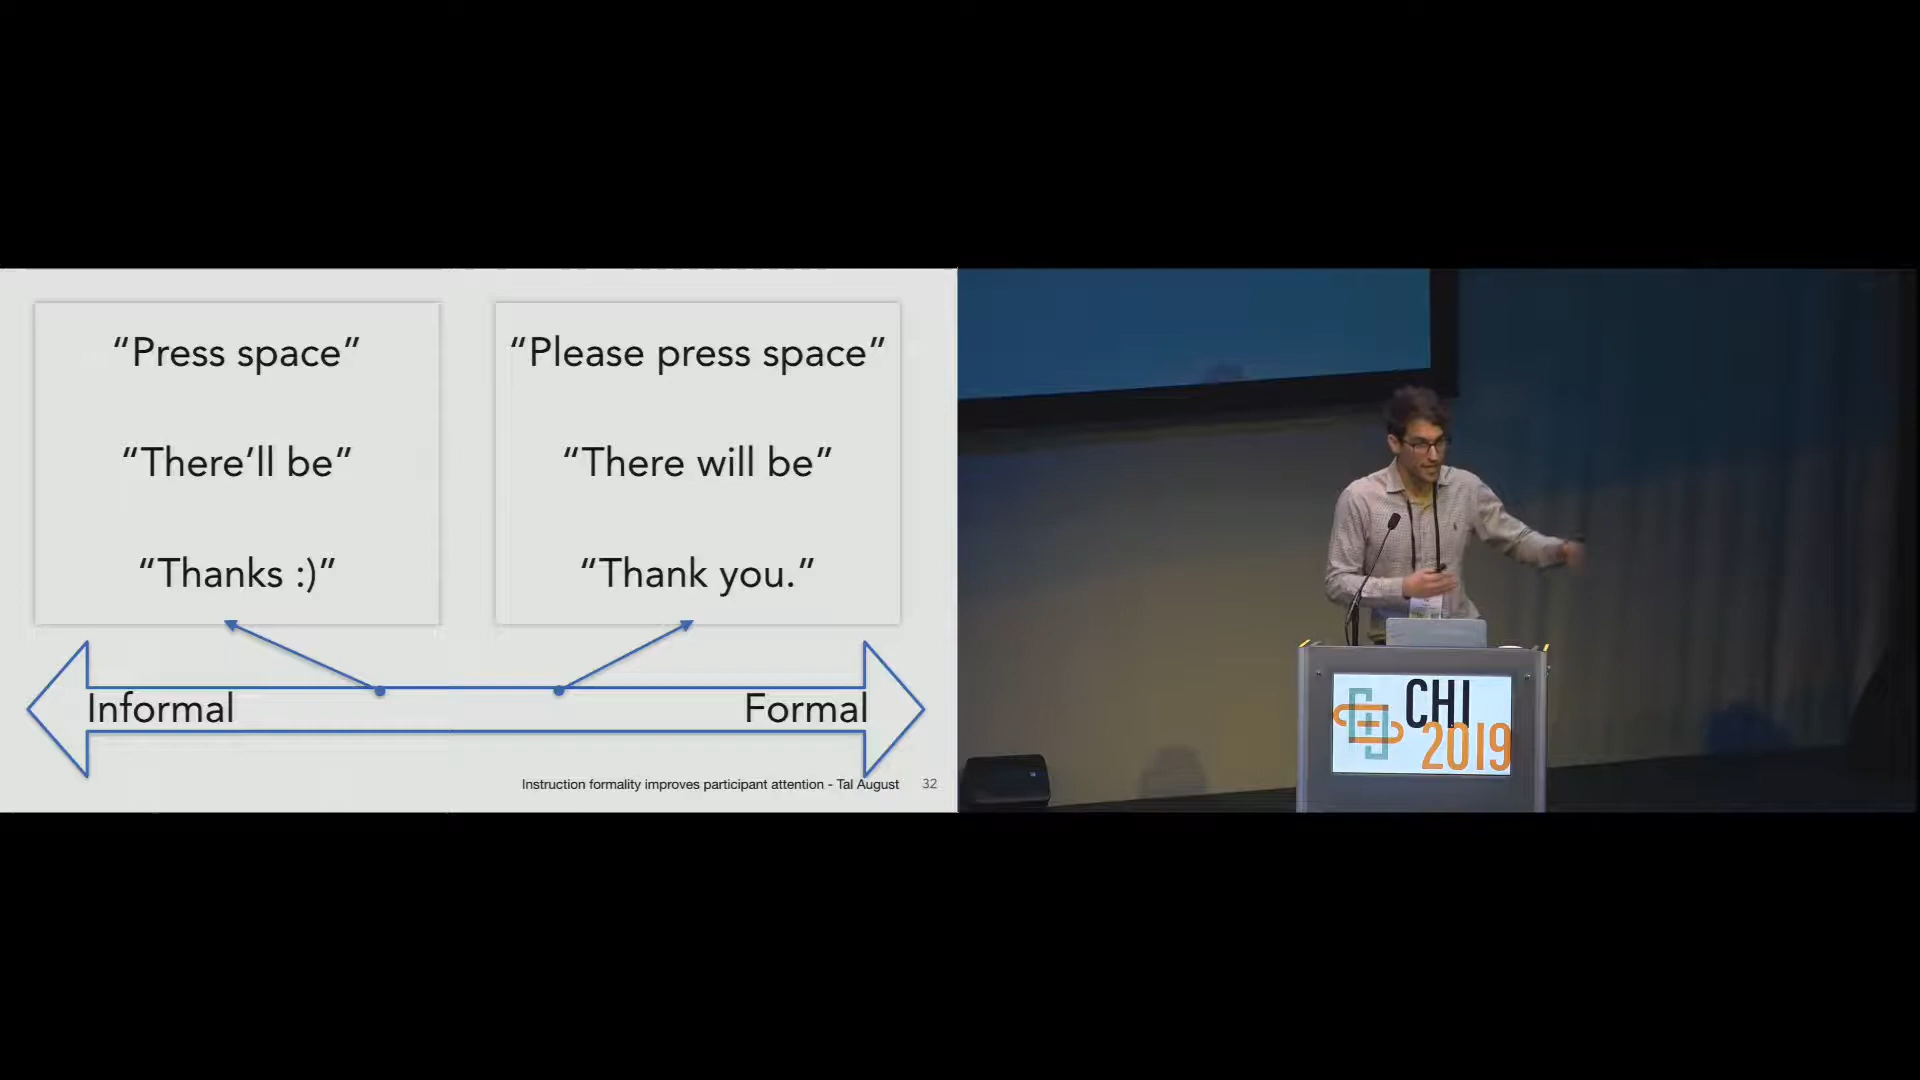 “Press space”
“There’ll be”
“Thanks :)”
“Please press space”
“There will be”
“Thank you.”
Informal
Formal
Instruction formality improves participant attention - Tal August 32
CHI
2019